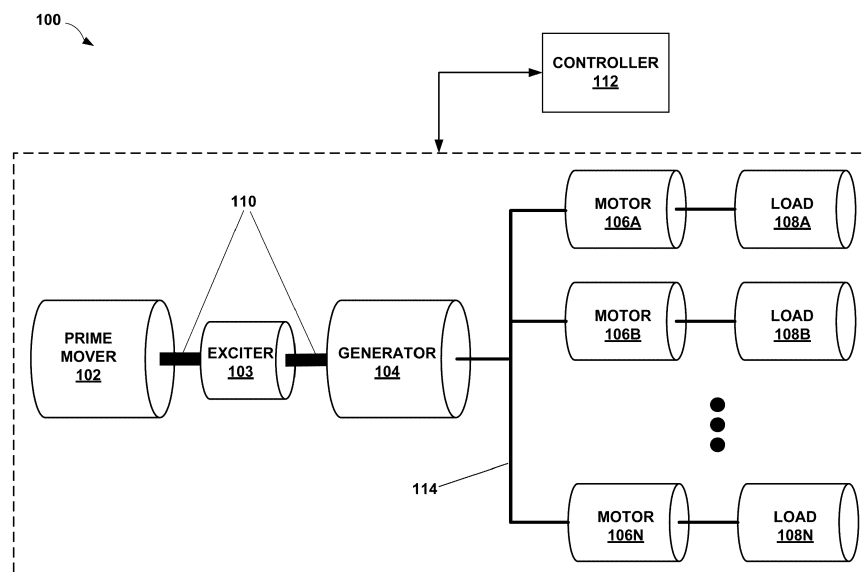 100
CONTROLLER
112
110
MOTOR
106A
LOAD
108A
MOTOR
106B
LOAD
108B
PRIME
MOVER
102
EXCITER
103
GENERATOR
104
114
MOTOR
106N
LOAD
108N